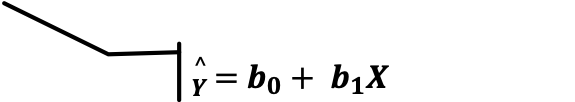 Ŷ = b₀ + b₁X